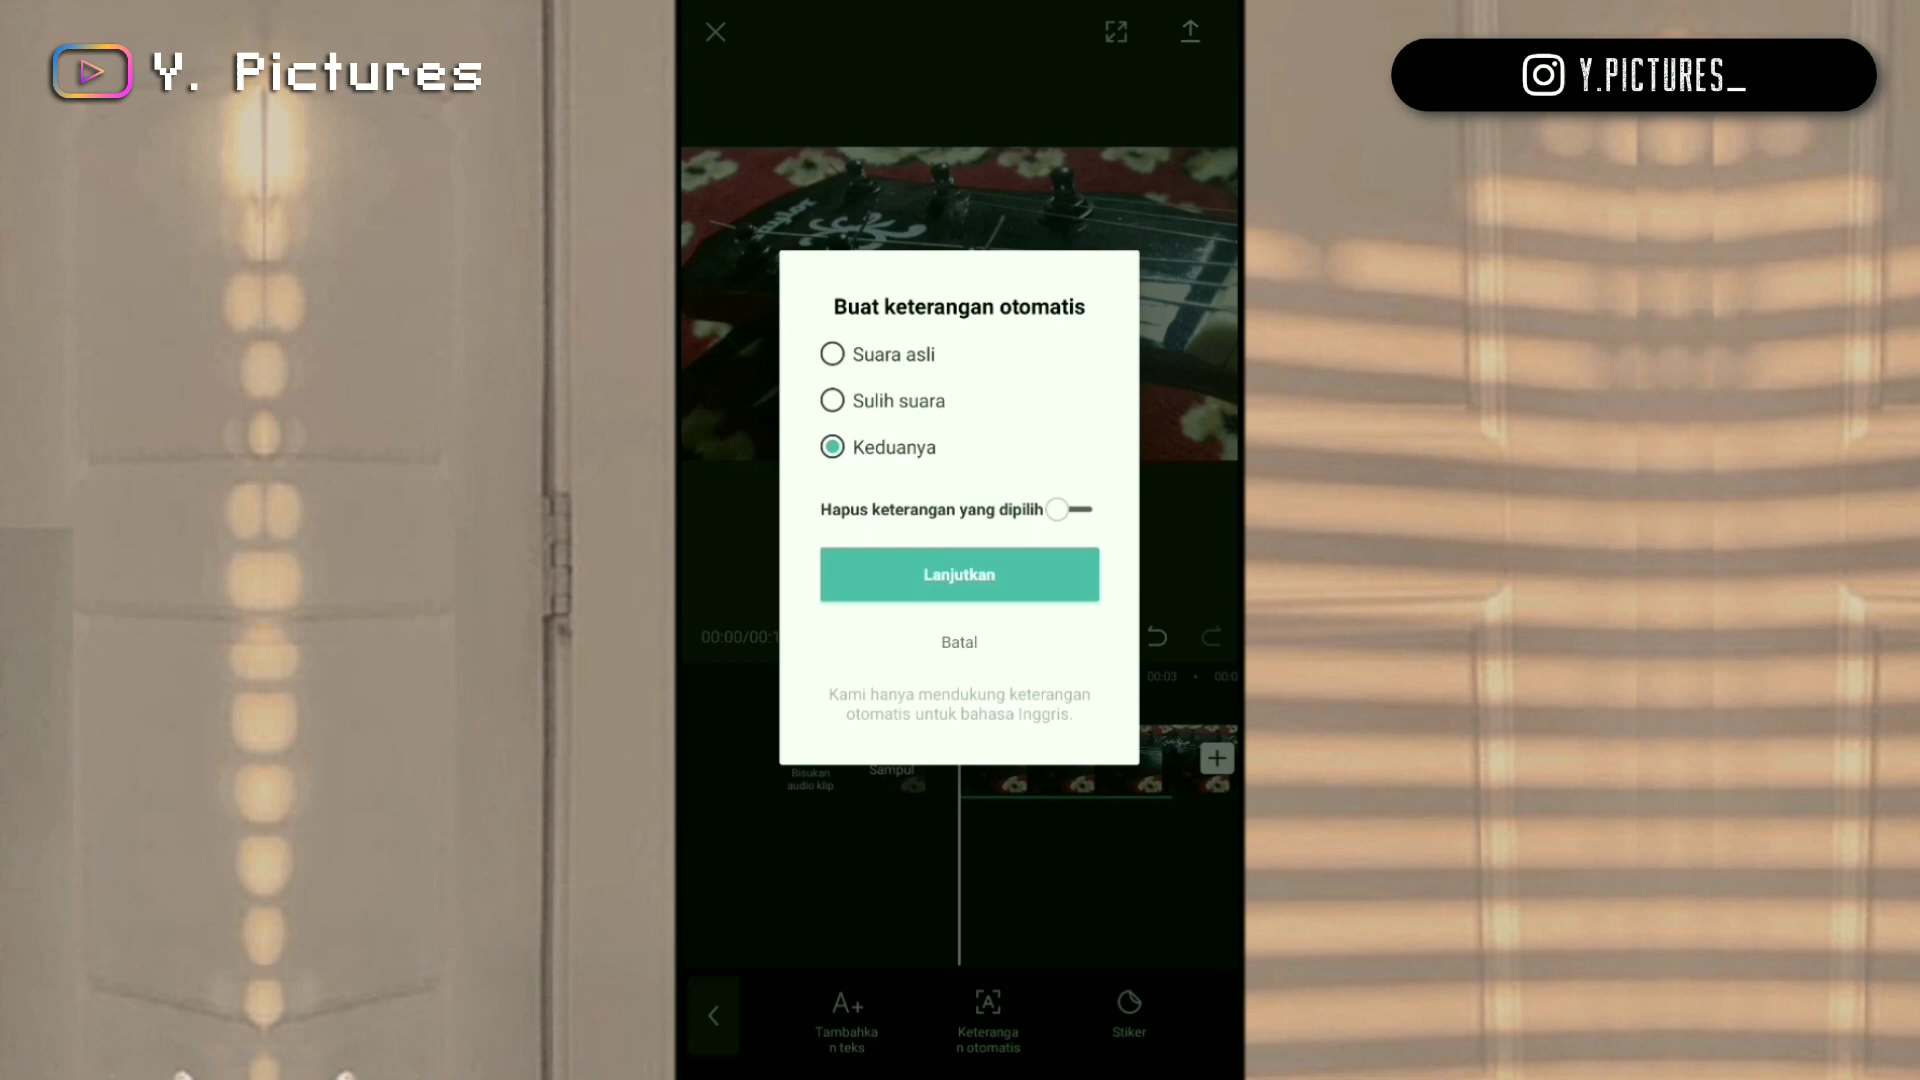 Y. Pictures
Y.PICTURES_
Buat keterangan otomatis
Suara asli
Sulih suara
Keduanya
Hapus keterangan yang dipilih
Lanjutkan
00:00/00:1
Batal
00:03
00:0
Kami hanya mendukung keterangan
otomatis untuk bahasa Inggris.
Bisukan
audio klip
Sampul
A+
Tambahka
n teks
A
Keteranga
n otomatis
Stiker